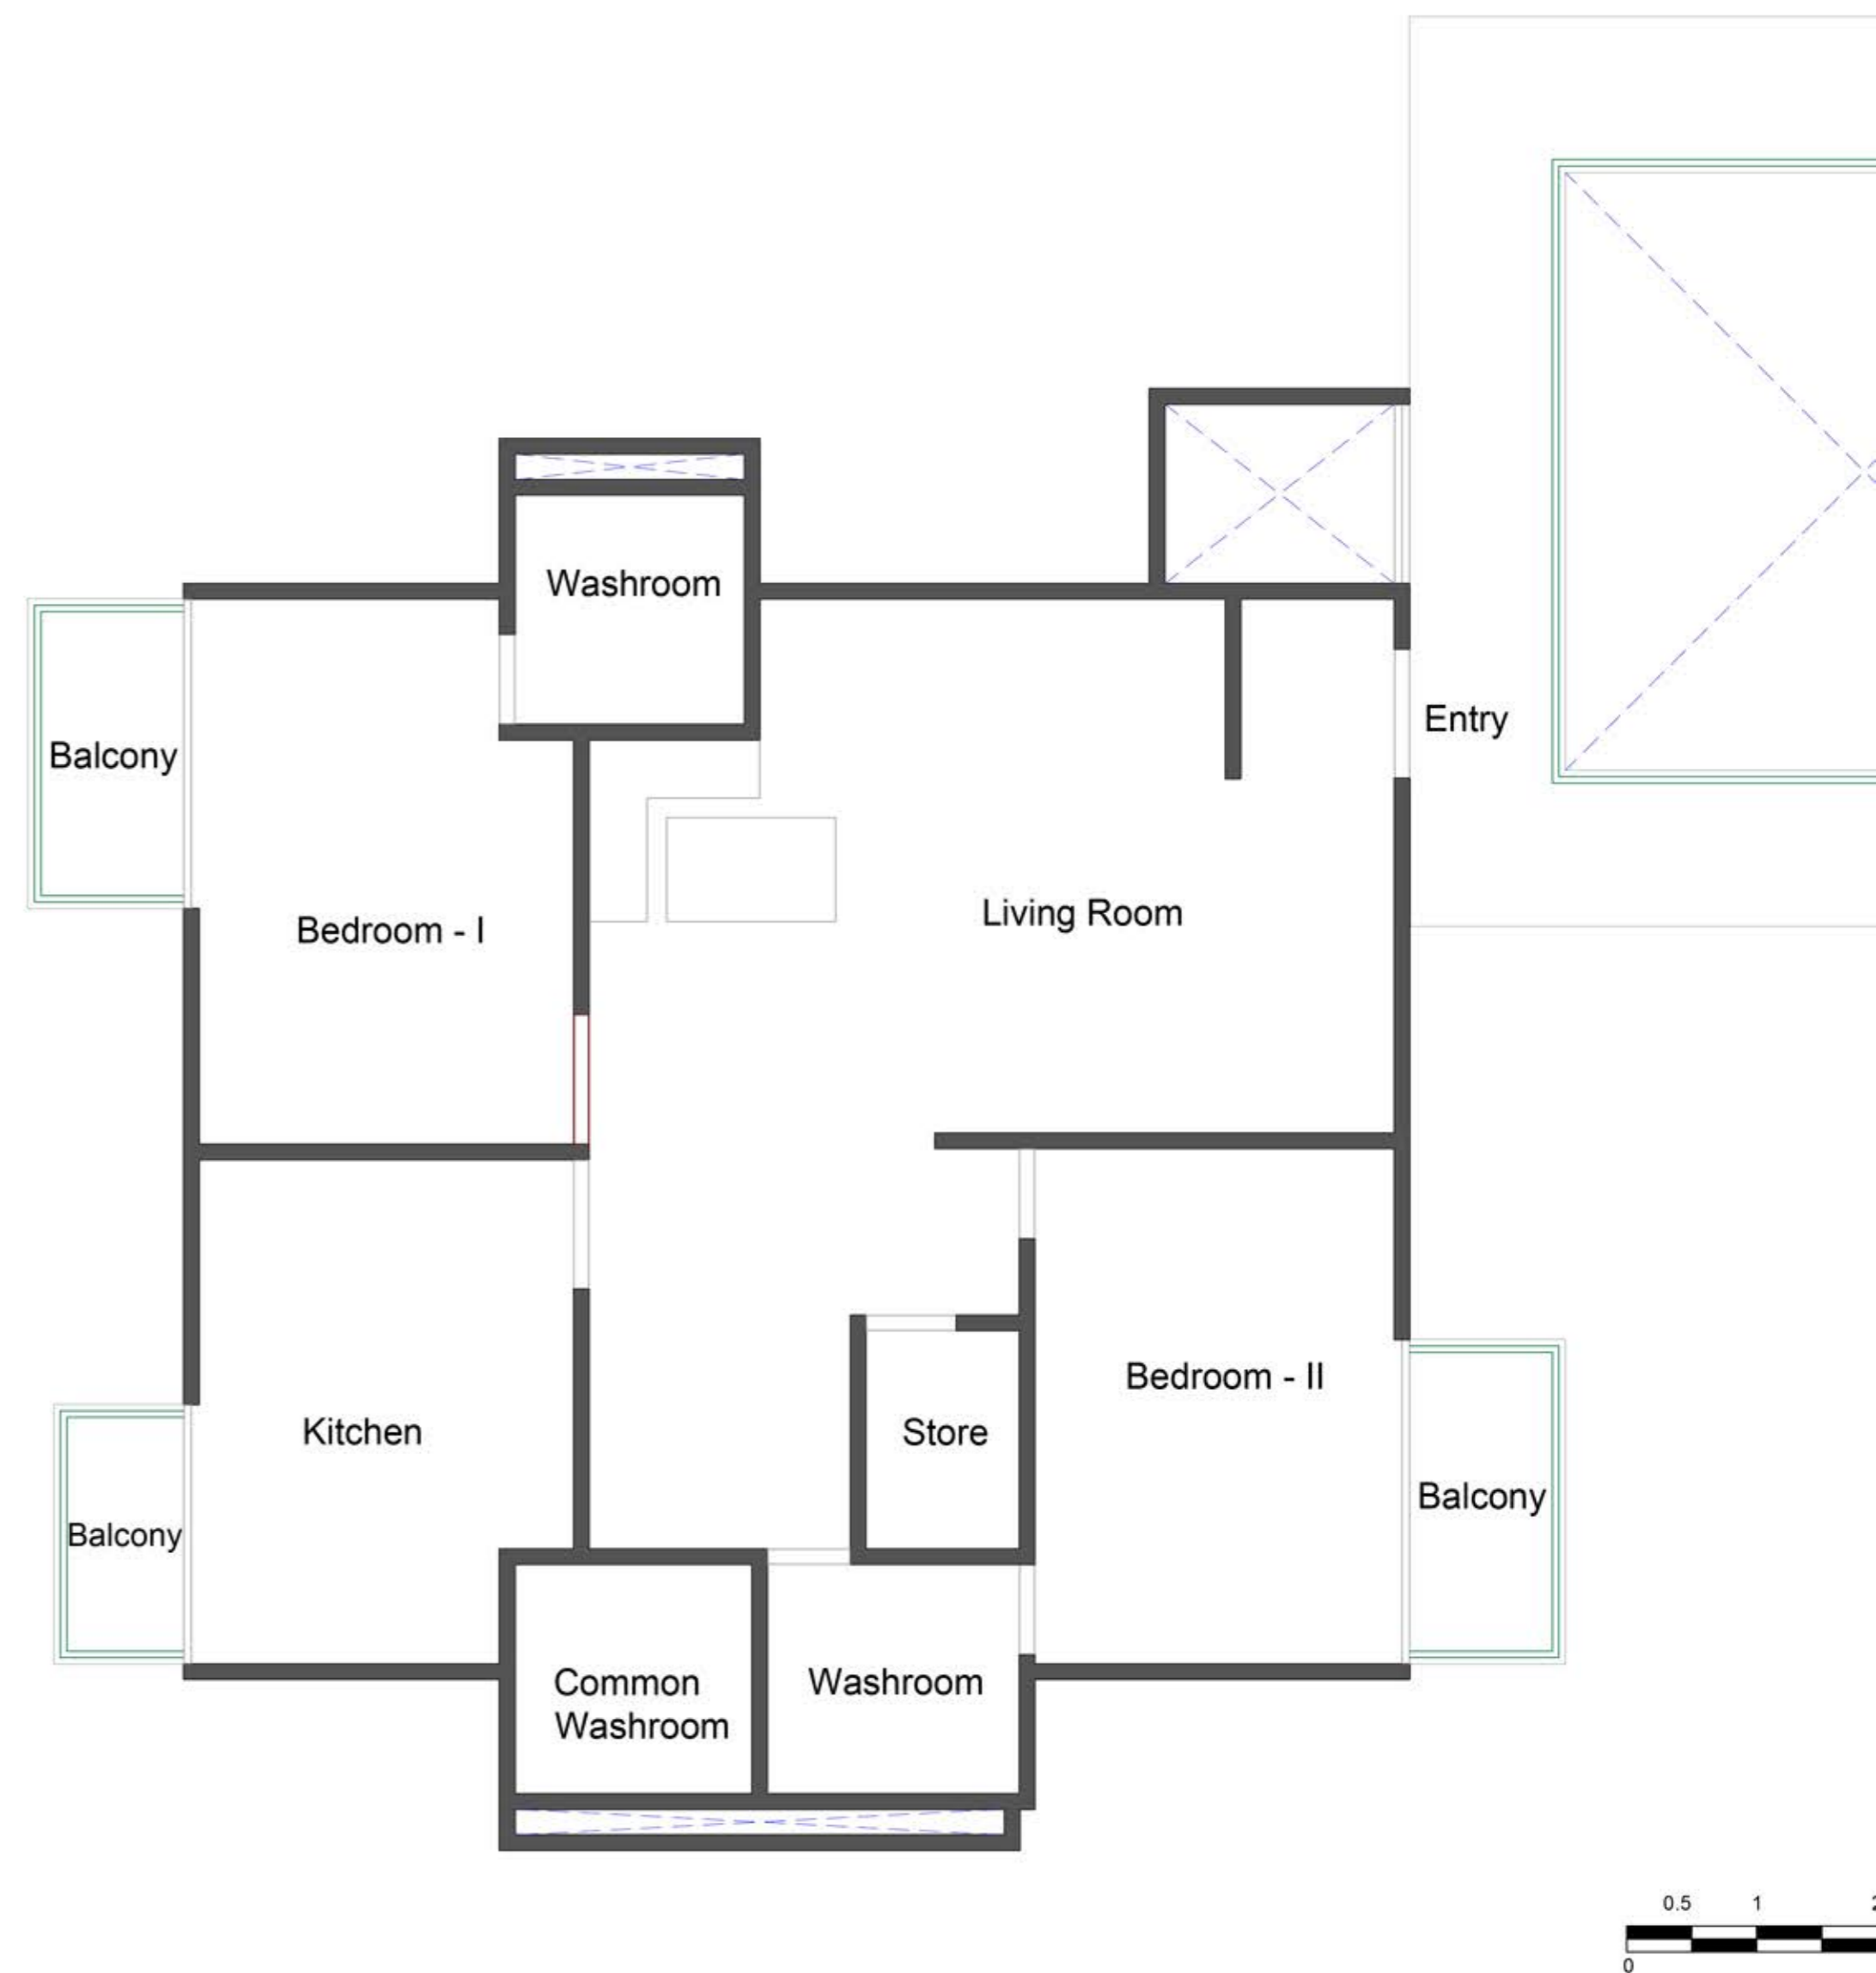 Washroom
Balcony
Entry
Bedroom - I
Living Room
Bedroom - II
Kitchen
Store
Balcony
Balcony
Common
Washroom
Washroom
0.5 1
0